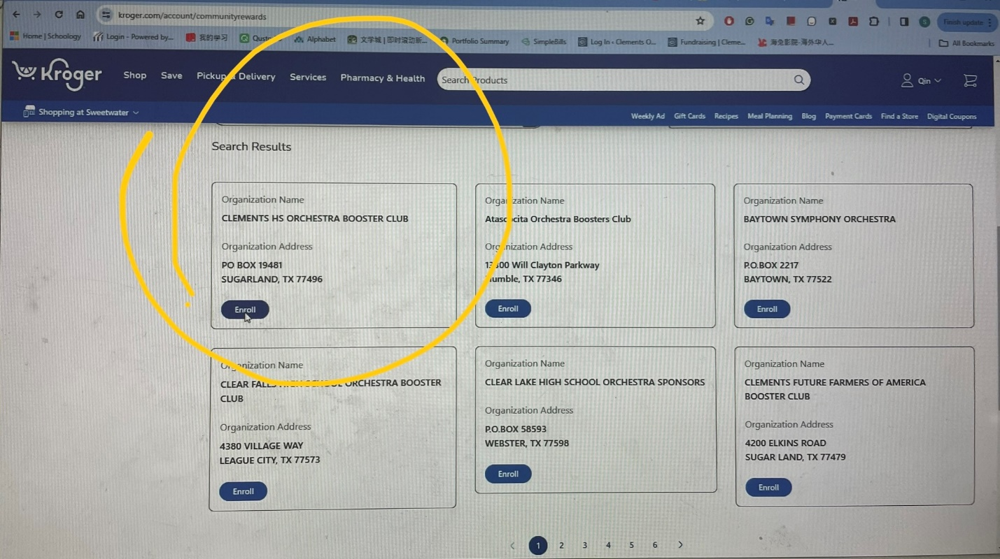 kroger.com/account/communityrewards
Finish update
Home | Schoology
Login - Powered by...
我的学习
Alphabet
文学城 | 即时滚动新...
Portfolio Summary
SimpleBills
Log In ‹ Clements O...
Fundraising | Cleme...
海兔影院-海外华人...
All Bookmarks
Kroger
Shop
Save
Pickup & Delivery
Services
Pharmacy & Health
Search Products
Qin
Shopping at Sweetwater
Weekly Ad
Gift Cards
Recipes
Meal Planning
Blog
Payment Cards
Find a Store
Digital Coupons
Search Results
Organization Name
CLEMENTS HS ORCHESTRA BOOSTER CLUB
Organization Address
PO BOX 19481
SUGARLAND, TX 77496
Enroll
Organization Name
Atascocita Orchestra Boosters Club
Organization Address
Will Clayton Parkway
Humble, TX 77346
Enroll
Organization Name
BAYTOWN SYMPHONY ORCHESTRA
Organization Address
P.O.BOX 2217
BAYTOWN, TX 77522
Enroll
Organization Name
CLEAR FALLS HIGH SCHOOL ORCHESTRA BOOSTER
CLUB
Organization Address
4380 VILLAGE WAY
LEAGUE CITY, TX 77573
Enroll
Organization Name
CLEAR LAKE HIGH SCHOOL ORCHESTRA SPONSORS
Organization Address
P.O.BOX 58593
WEBSTER, TX 77598
Enroll
Organization Name
CLEMENTS FUTURE FARMERS OF AMERICA
BOOSTER CLUB
Organization Address
4200 ELKINS ROAD
SUGAR LAND, TX 77479
Enroll
1 2 3 4 5 6